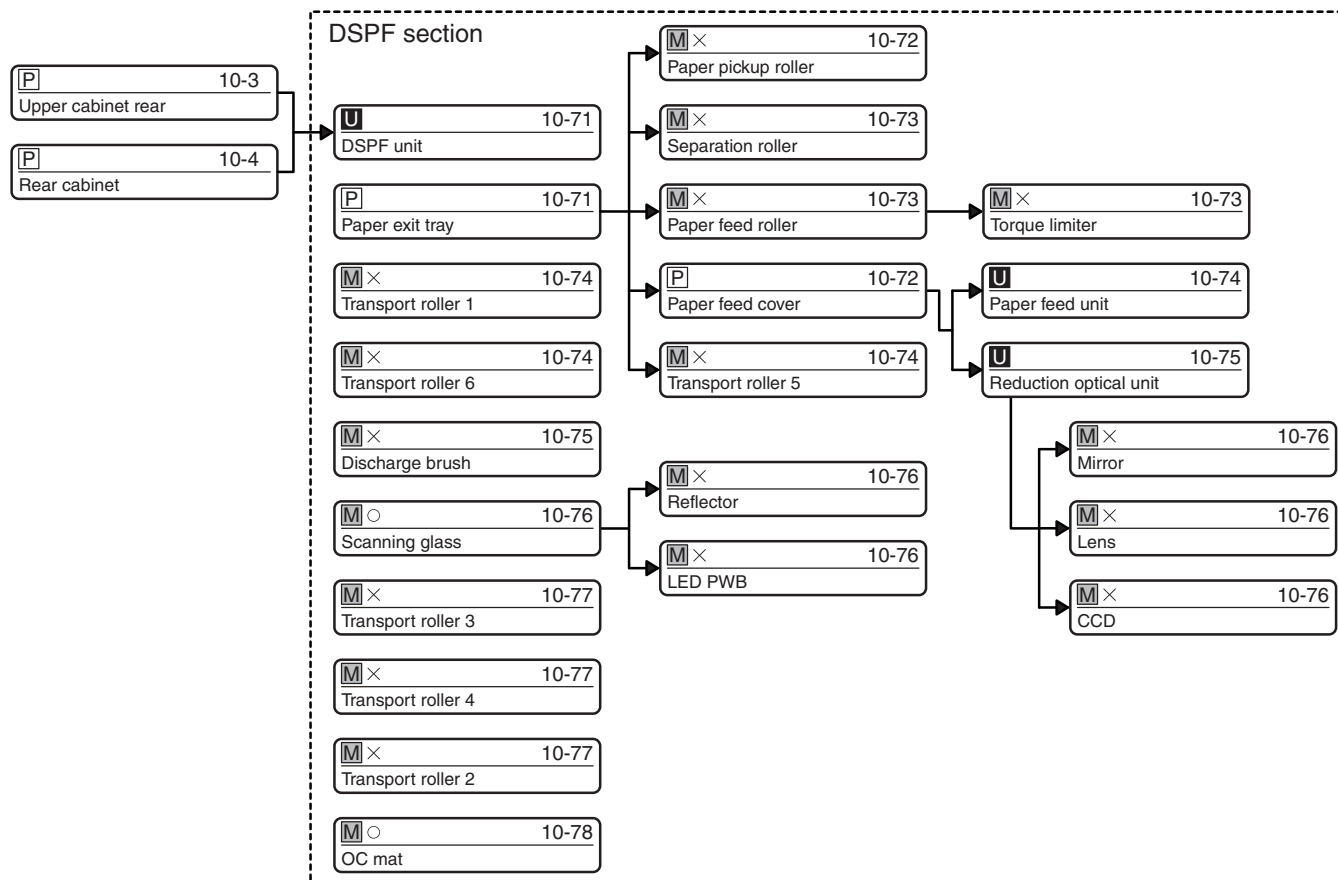 DSPF section
P 10-3
Upper cabinet rear
P 10-4
Rear cabinet
U 10-71
DSPF unit
P 10-71
Paper exit tray
M × 10-74
Transport roller 1
M × 10-74
Transport roller 6
M × 10-75
Discharge brush
M ○ 10-76
Scanning glass
M × 10-77
Transport roller 3
M × 10-77
Transport roller 4
M × 10-77
Transport roller 2
M ○ 10-78
OC mat
M × 10-72
Paper pickup roller
M × 10-73
Separation roller
M × 10-73
Paper feed roller
P 10-72
Paper feed cover
M × 10-74
Transport roller 5
M × 10-76
Reflector
M × 10-76
LED PWB
M × 10-73
Torque limiter
U 10-74
Paper feed unit
U 10-75
Reduction optical unit
M × 10-76
Mirror
M × 10-76
Lens
M × 10-76
CCD